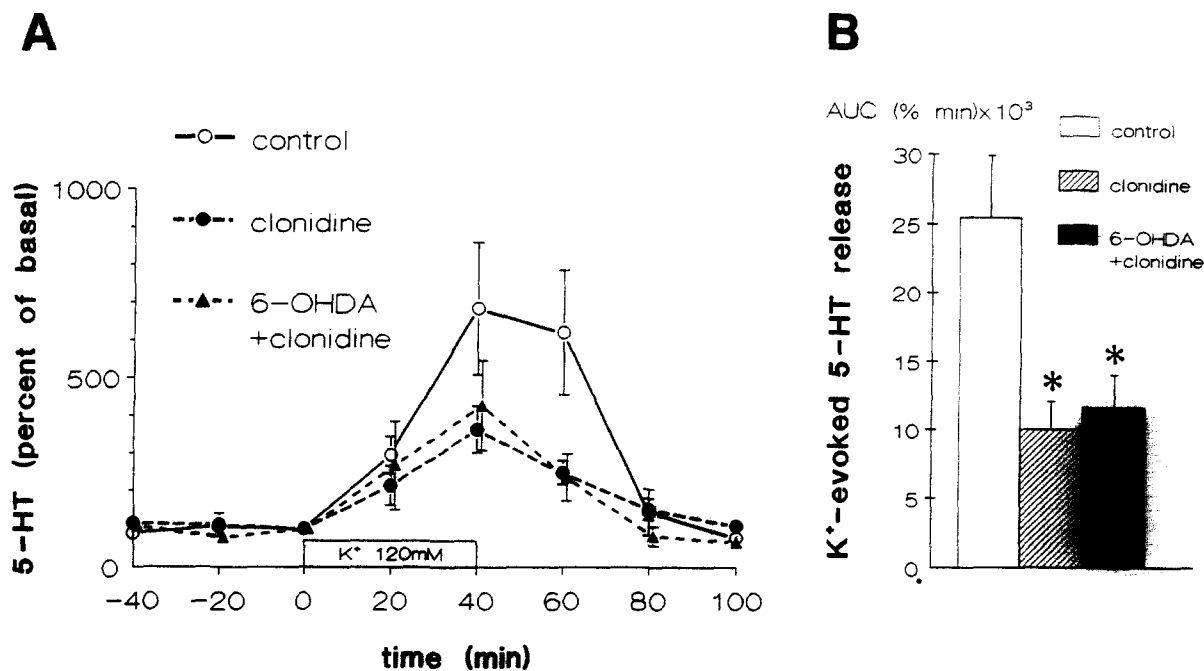 A
control
clonidine
6-OHDA
+clonidine
5-HT (percent of basal)
1000
500
0
K⁺ 120mM
-40
-20
0
20
40
60
80
100
time (min)
B
AUC (% min)×10³
control
clonidine
6-OHDA
+clonidine
K⁺-evoked 5-HT release
30
25
20
15
10
5
0
*
*